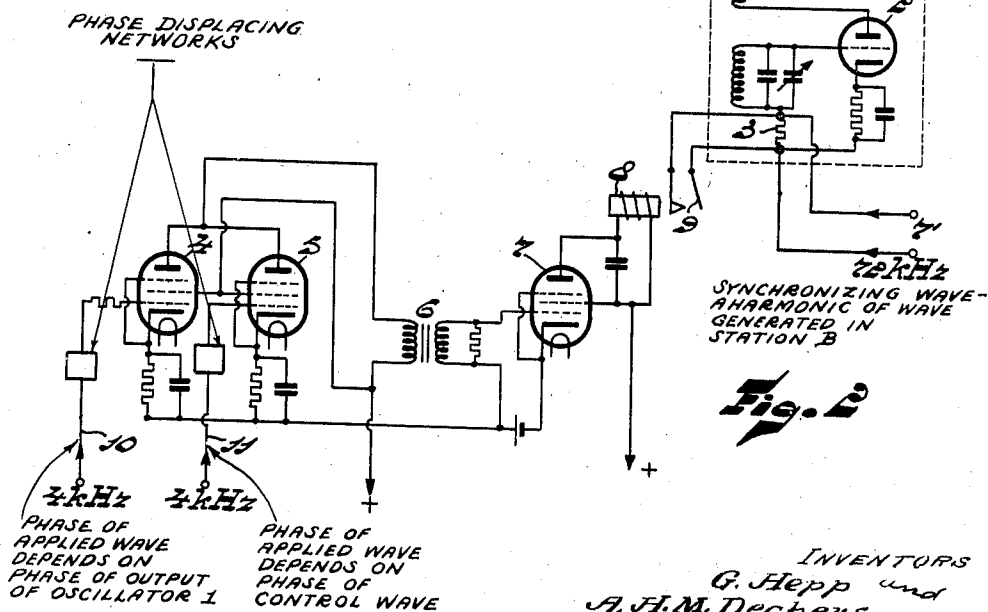 PHASE DISPLACING
NETWORKS
2
3
8
9
4
5
7
6
7'
72kHz
SYNCHRONIZING WAVE-
AHARMONIC OF WAVE
GENERATED IN
STATION B
Fig. 2
10
11
4kHz
4kHz
+
+
PHASE OF
APPLIED WAVE
DEPENDS ON
PHASE OF OUTPUT
OF OSCILLATOR 1
PHASE OF
APPLIED WAVE
DEPENDS ON
PHASE OF
CONTROL WAVE
INVENTORS
G. Hepp and
A. H. M.